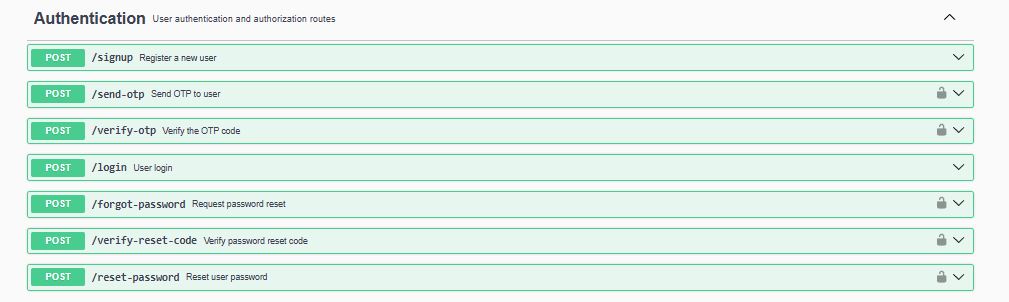 Authentication User authentication and authorization routes
POST /signup Register a new user
POST /send-otp Send OTP to user
POST /verify-otp Verify the OTP code
POST /login User login
POST /forgot-password Request password reset
POST /verify-reset-code Verify password reset code
POST /reset-password Reset user password